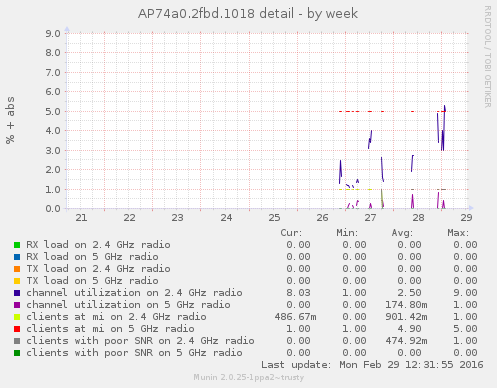 AP74a0.2fbd.1018 detail - by week
RRDTOOL / TOBI OETIKER
% + abs
9.0
8.0
7.0
6.0
5.0
4.0
3.0
2.0
1.0
0.0
21 22 23 24 25 26 27 28 29
Cur: Min: Avg: Max:
RX load on 2.4 GHz radio 0.00 0.00 0.00 0.00
RX load on 5 GHz radio 0.00 0.00 0.00 0.00
TX load on 2.4 GHz radio 0.00 0.00 0.00 0.00
TX load on 5 GHz radio 0.00 0.00 0.00 0.00
channel utilization on 2.4 GHz radio 8.03 1.00 2.50 9.00
channel utilization on 5 GHz radio 0.00 0.00 174.80m 1.00
clients at mi on 2.4 GHz radio 486.67m 0.00 901.42m 1.00
clients at mi on 5 GHz radio 1.00 1.00 4.90 5.00
clients with poor SNR on 2.4 GHz radio 0.00 0.00 474.92m 1.00
clients with poor SNR on 5 GHz radio 0.00 0.00 0.00 0.00
Last update: Mon Feb 29 12:31:55 2016
Munin 2.0.25-1ppa2~trusty